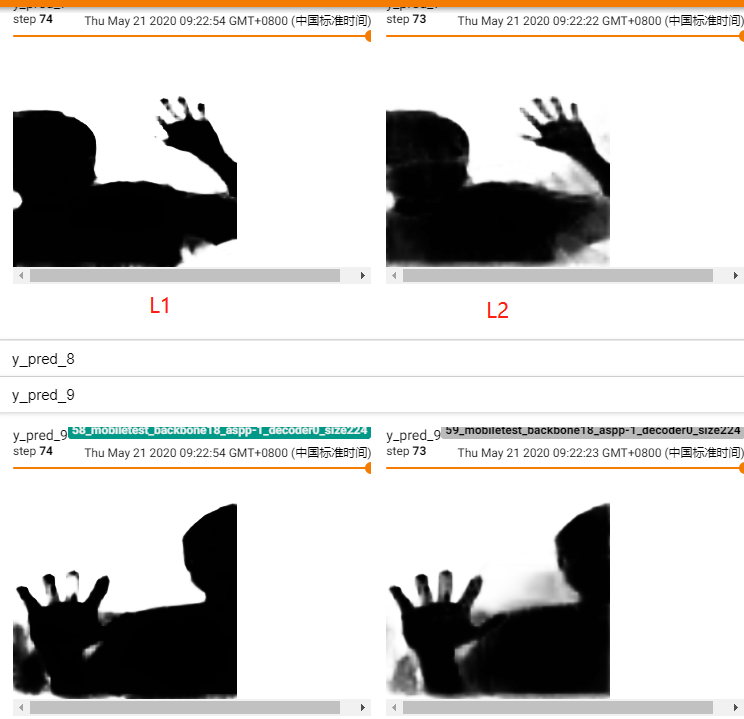 step 74 Thu May 21 2020 09:22:54 GMT+0800 (中国标准时间)
step 73 Thu May 21 2020 09:22:22 GMT+0800 (中国标准时间)
L1
L2
y_pred_8
y_pred_9
y_pred_9 58_mobiletest_backbone18_aspp-1_decoder0_size224
step 74 Thu May 21 2020 09:22:54 GMT+0800 (中国标准时间)
y_pred_9 59_mobiletest_backbone18_aspp-1_decoder0_size224
step 73 Thu May 21 2020 09:22:23 GMT+0800 (中国标准时间)